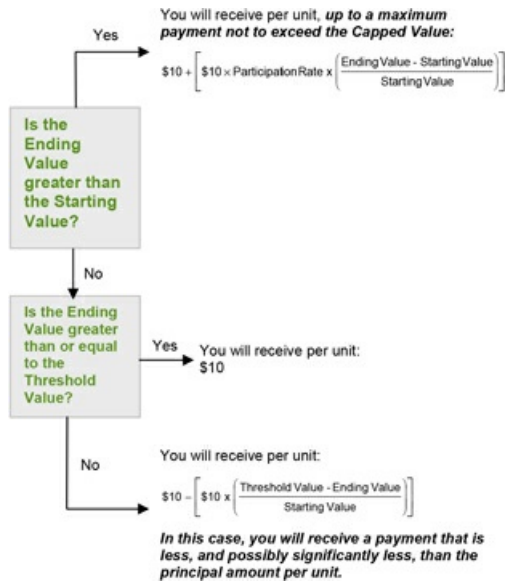 You will receive per unit, up to a maximum
payment not to exceed the Capped Value:
Yes
$10 + [ $10 × Participation Rate x ( Ending Value - Starting Value / Starting Value ) ]
Is the
Ending
Value
greater than
the Starting
Value?
No
Is the Ending
Value greater
than or equal
to the
Threshold
Value?
Yes
You will receive per unit:
$10
No
You will receive per unit:
$10 – [ $10 x ( Threshold Value - Ending Value / Starting Value ) ]
In this case, you will receive a payment that is
less, and possibly significantly less, than the
principal amount per unit.